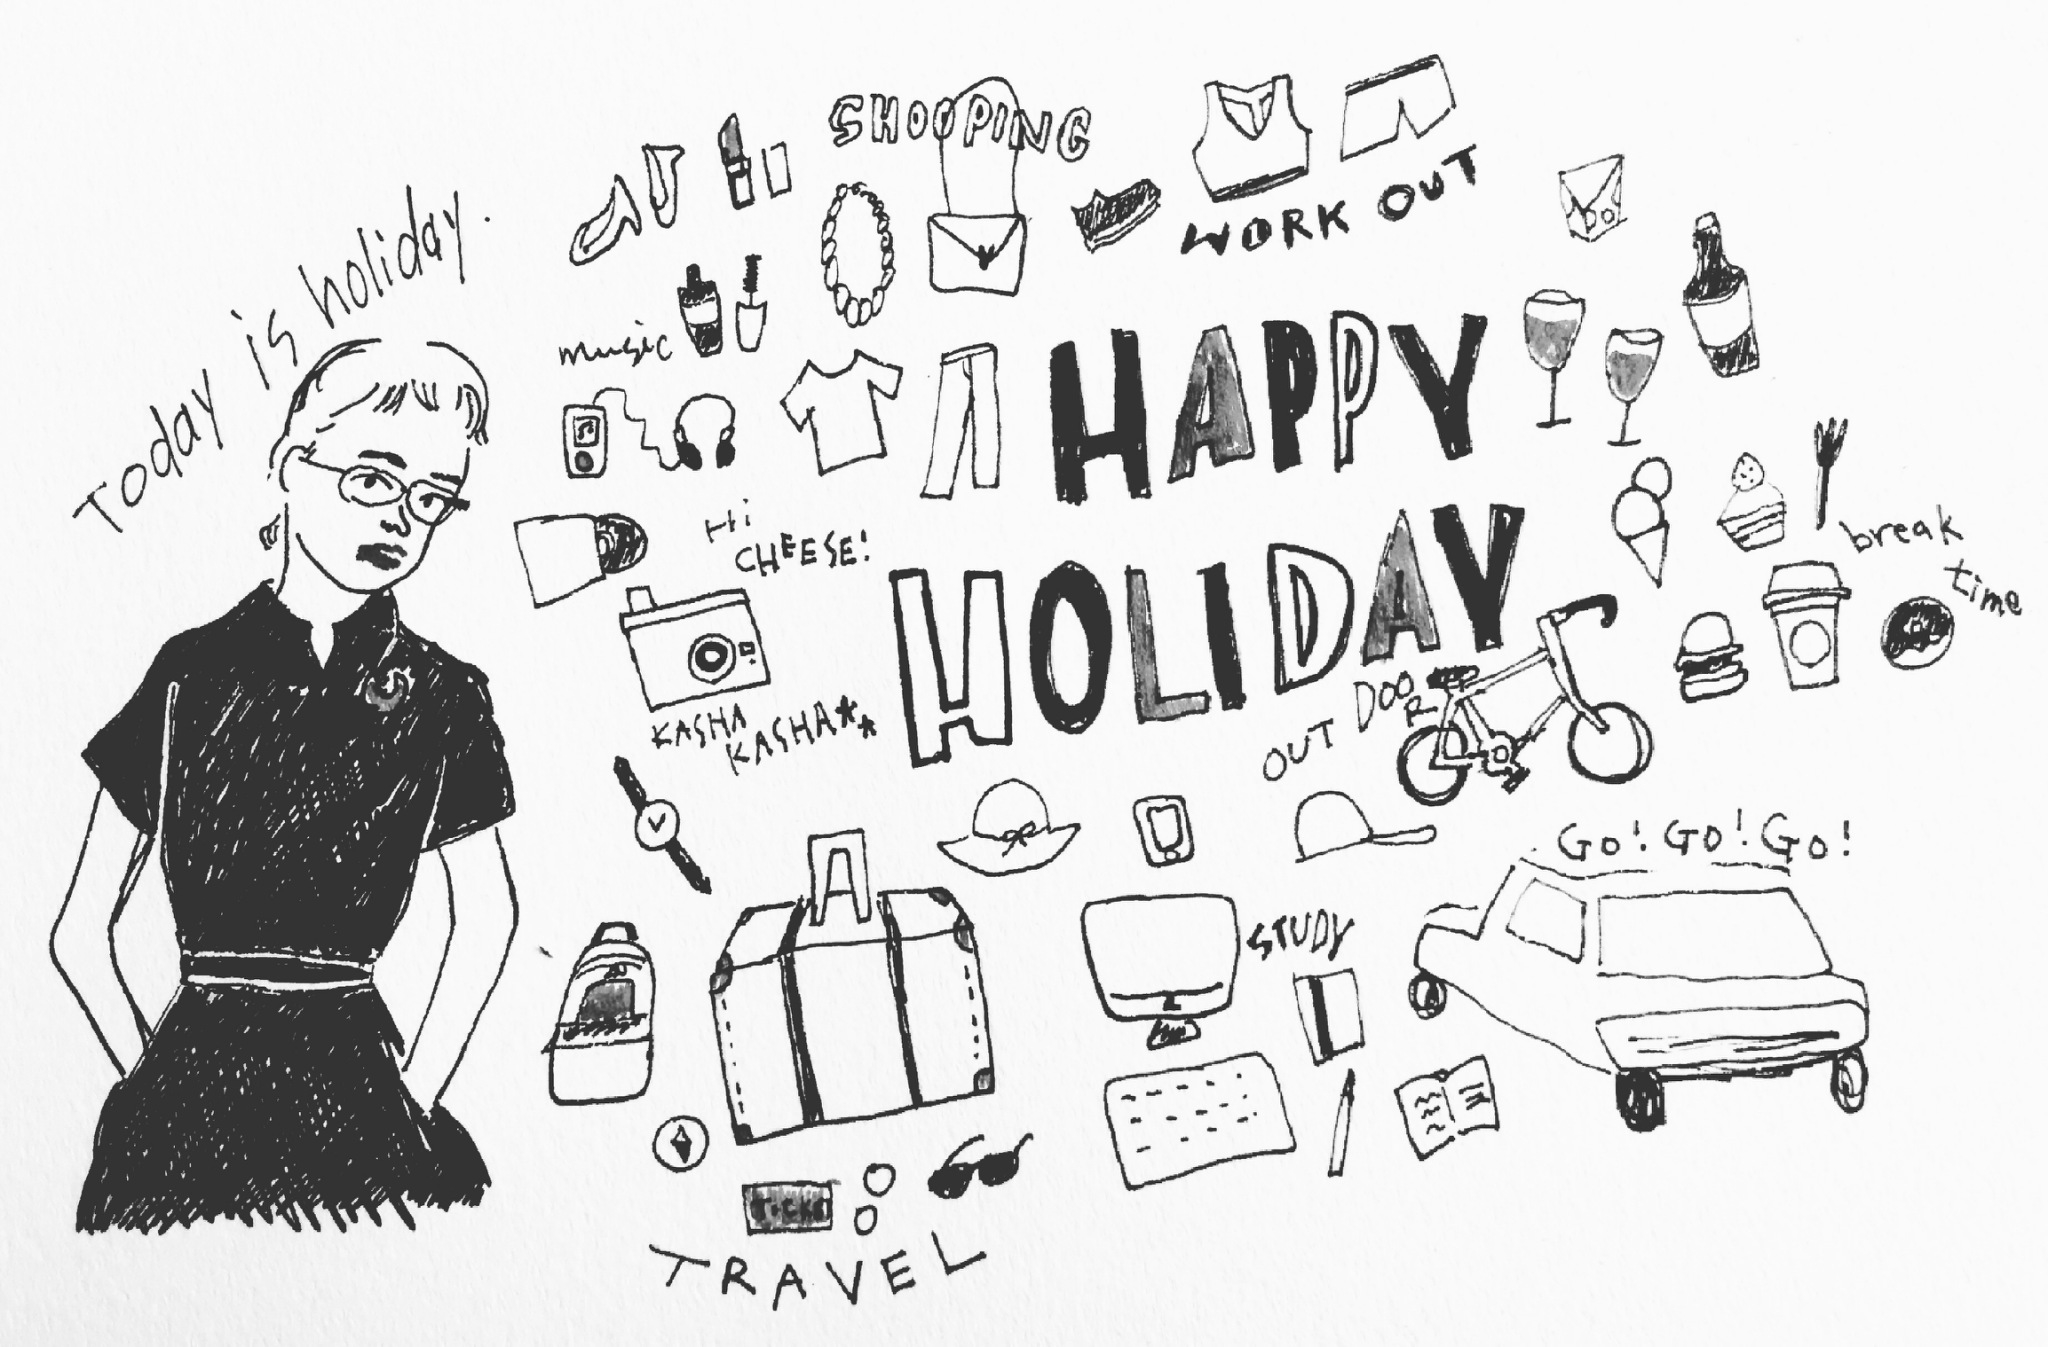 Today is holiday.
SHOPPING
WORK OUT
music
HAPPY
HOLIDAY
Hi
CHEESE!
KASHA
KASHA**
break
time
OUT DOOR
GO! GO! GO!
STUDY
TICKET
TRAVEL